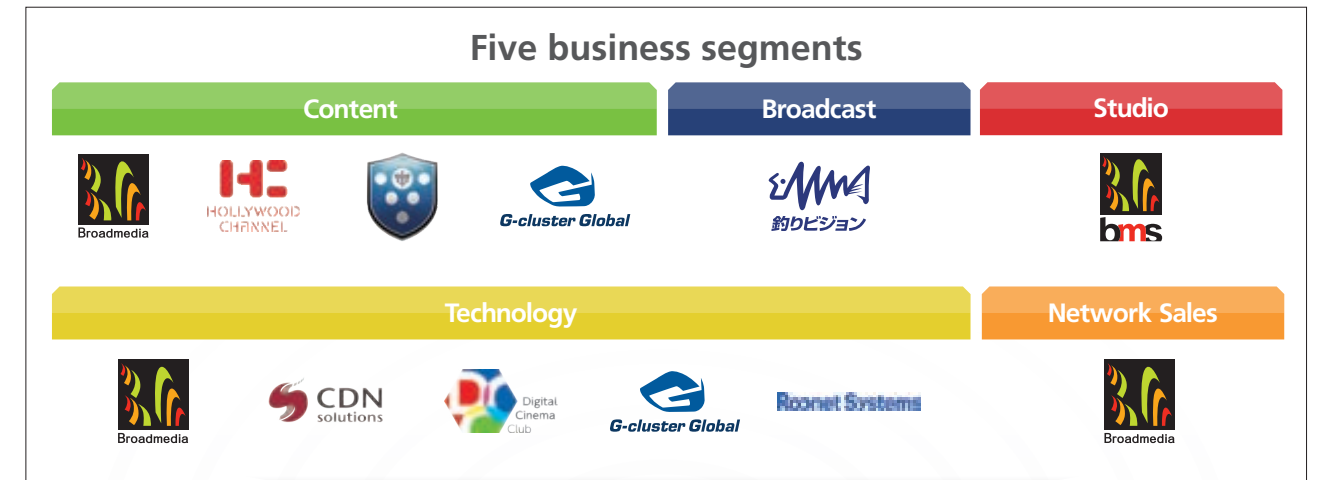 Five business segments
Content
Broadcast
Studio
Broadmedia
HOLLYWOOD
CHANNEL
G-cluster Global
釣りビジョン
bms
Technology
Network Sales
Broadmedia
CDN
solutions
Digital
Cinema
Club
G-cluster Global
Systems
Broadmedia